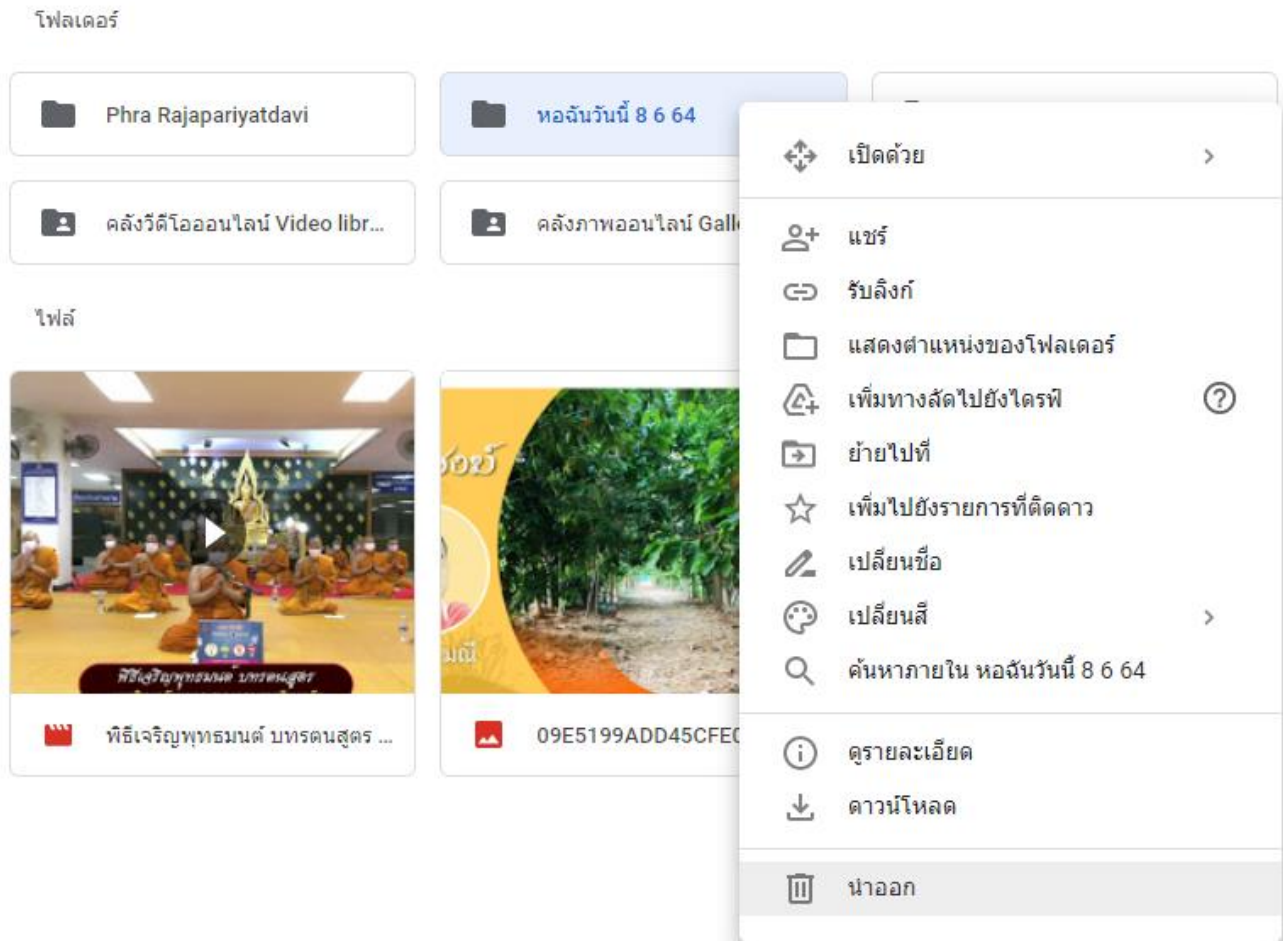 โฟลเดอร์
Phra Rajapariyatdavi
หอฉันวันนี้ 8 6 64
คลังวีดีโอออนไลน์ Video libr...
คลังภาพออนไลน์
ไฟล์
พิธีเจริญพุทธมนต์ บทรตนสูตร
พิธีเจริญพุทธมนต์ บทรตนสูตร ...
09E5199ADD45CFE
เปิดด้วย
แชร์
รับลิงก์
แสดงตำแหน่งของโฟลเดอร์
เพิ่มทางลัดไปยังไดรฟ์
ย้ายไปที่
เพิ่มไปยังรายการที่ติดดาว
เปลี่ยนชื่อ
เปลี่ยนสี
ค้นหาภายใน หอฉันวันนี้ 8 6 64
ดูรายละเอียด
ดาวน์โหลด
นำออก